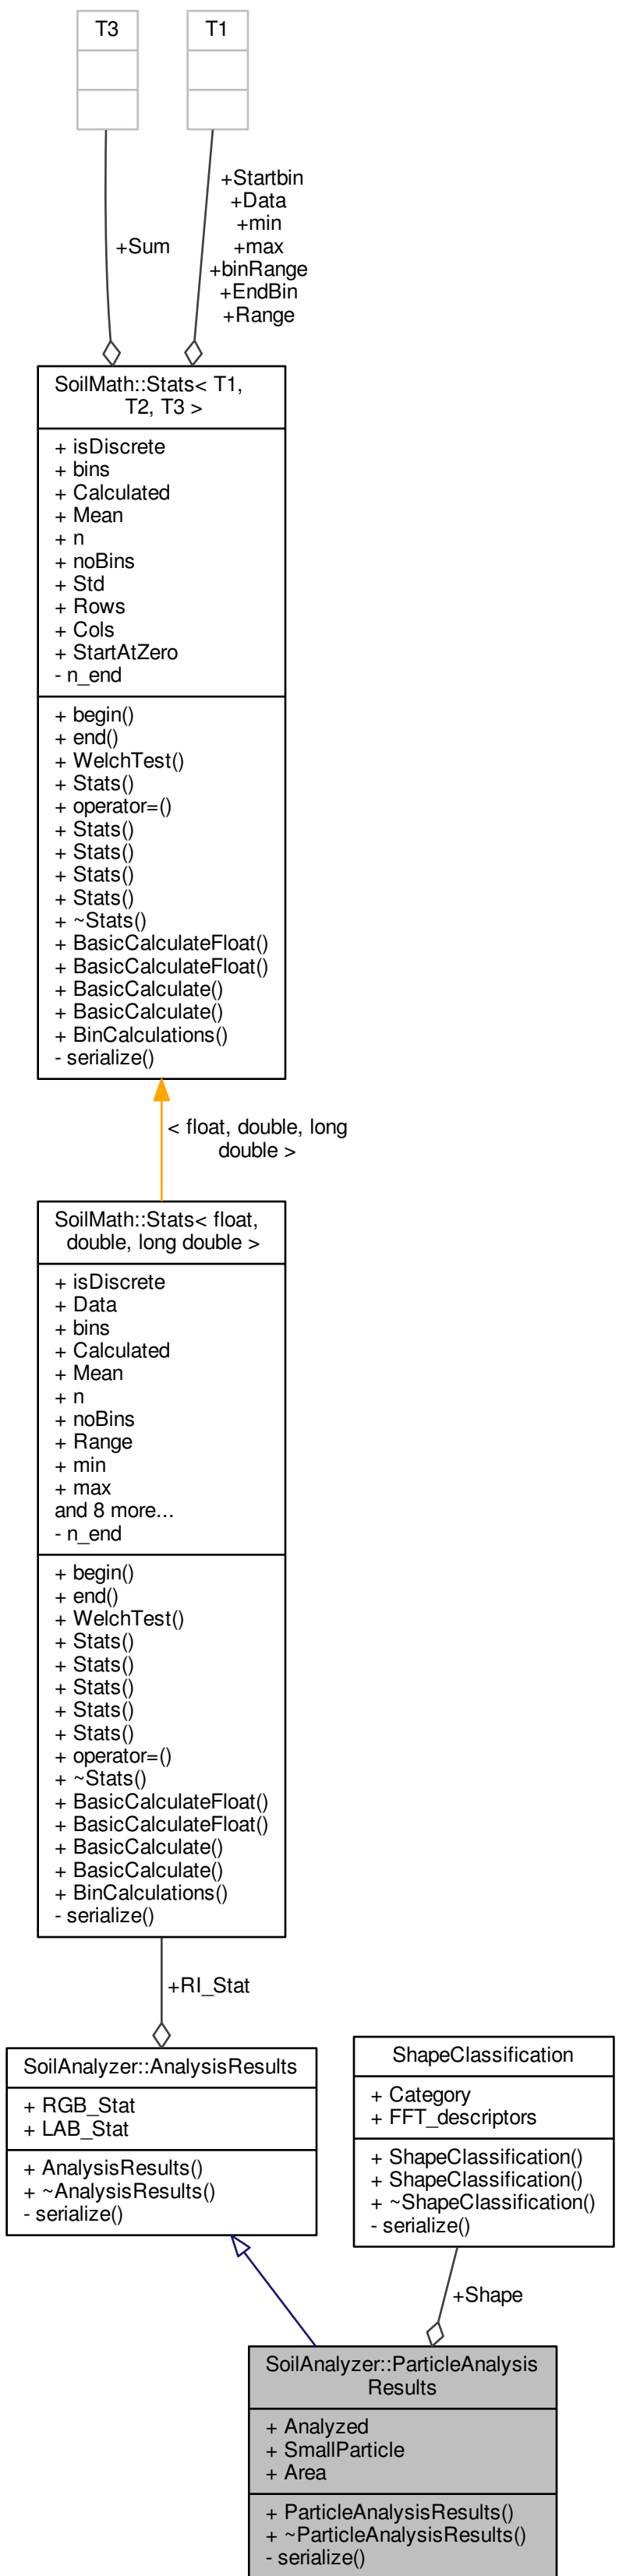 T3
T1
+Startbin
+Data
+min
+Sum
+max
+binRange
+EndBin
+Range
SoilMath::Stats< T1,
T2, T3 >
+ isDiscrete
+ bins
+ Calculated
+ Mean
+ n
+ noBins
+ Std
+ Rows
+ Cols
+ StartAtZero
- n_end
+ begin()
+ end()
+ WelchTest()
+ Stats()
+ operator=()
+ Stats()
+ Stats()
+ Stats()
+ Stats()
+ ~Stats()
+ BasicCalculateFloat()
+ BasicCalculateFloat()
+ BasicCalculate()
+ BasicCalculate()
+ BinCalculations()
- serialize()
< float, double, long
double >
SoilMath::Stats< float,
double, long double >
+ isDiscrete
+ Data
+ bins
+ Calculated
+ Mean
+ n
+ noBins
+ Range
+ min
+ max
and 8 more...
- n_end
+ begin()
+ end()
+ WelchTest()
+ Stats()
+ Stats()
+ Stats()
+ Stats()
+ Stats()
+ operator=()
+ ~Stats()
+ BasicCalculateFloat()
+ BasicCalculateFloat()
+ BasicCalculate()
+ BasicCalculate()
+ BinCalculations()
- serialize()
+RI_Stat
SoilAnalyzer::AnalysisResults
+ RGB_Stat
+ LAB_Stat
+ AnalysisResults()
+ ~AnalysisResults()
- serialize()
ShapeClassification
+ Category
+ FFT_descriptors
+ ShapeClassification()
+ ShapeClassification()
+ ~ShapeClassification()
- serialize()
+Shape
SoilAnalyzer::ParticleAnalysis
Results
+ Analyzed
+ SmallParticle
+ Area
+ ParticleAnalysisResults()
+ ~ParticleAnalysisResults()
- serialize()